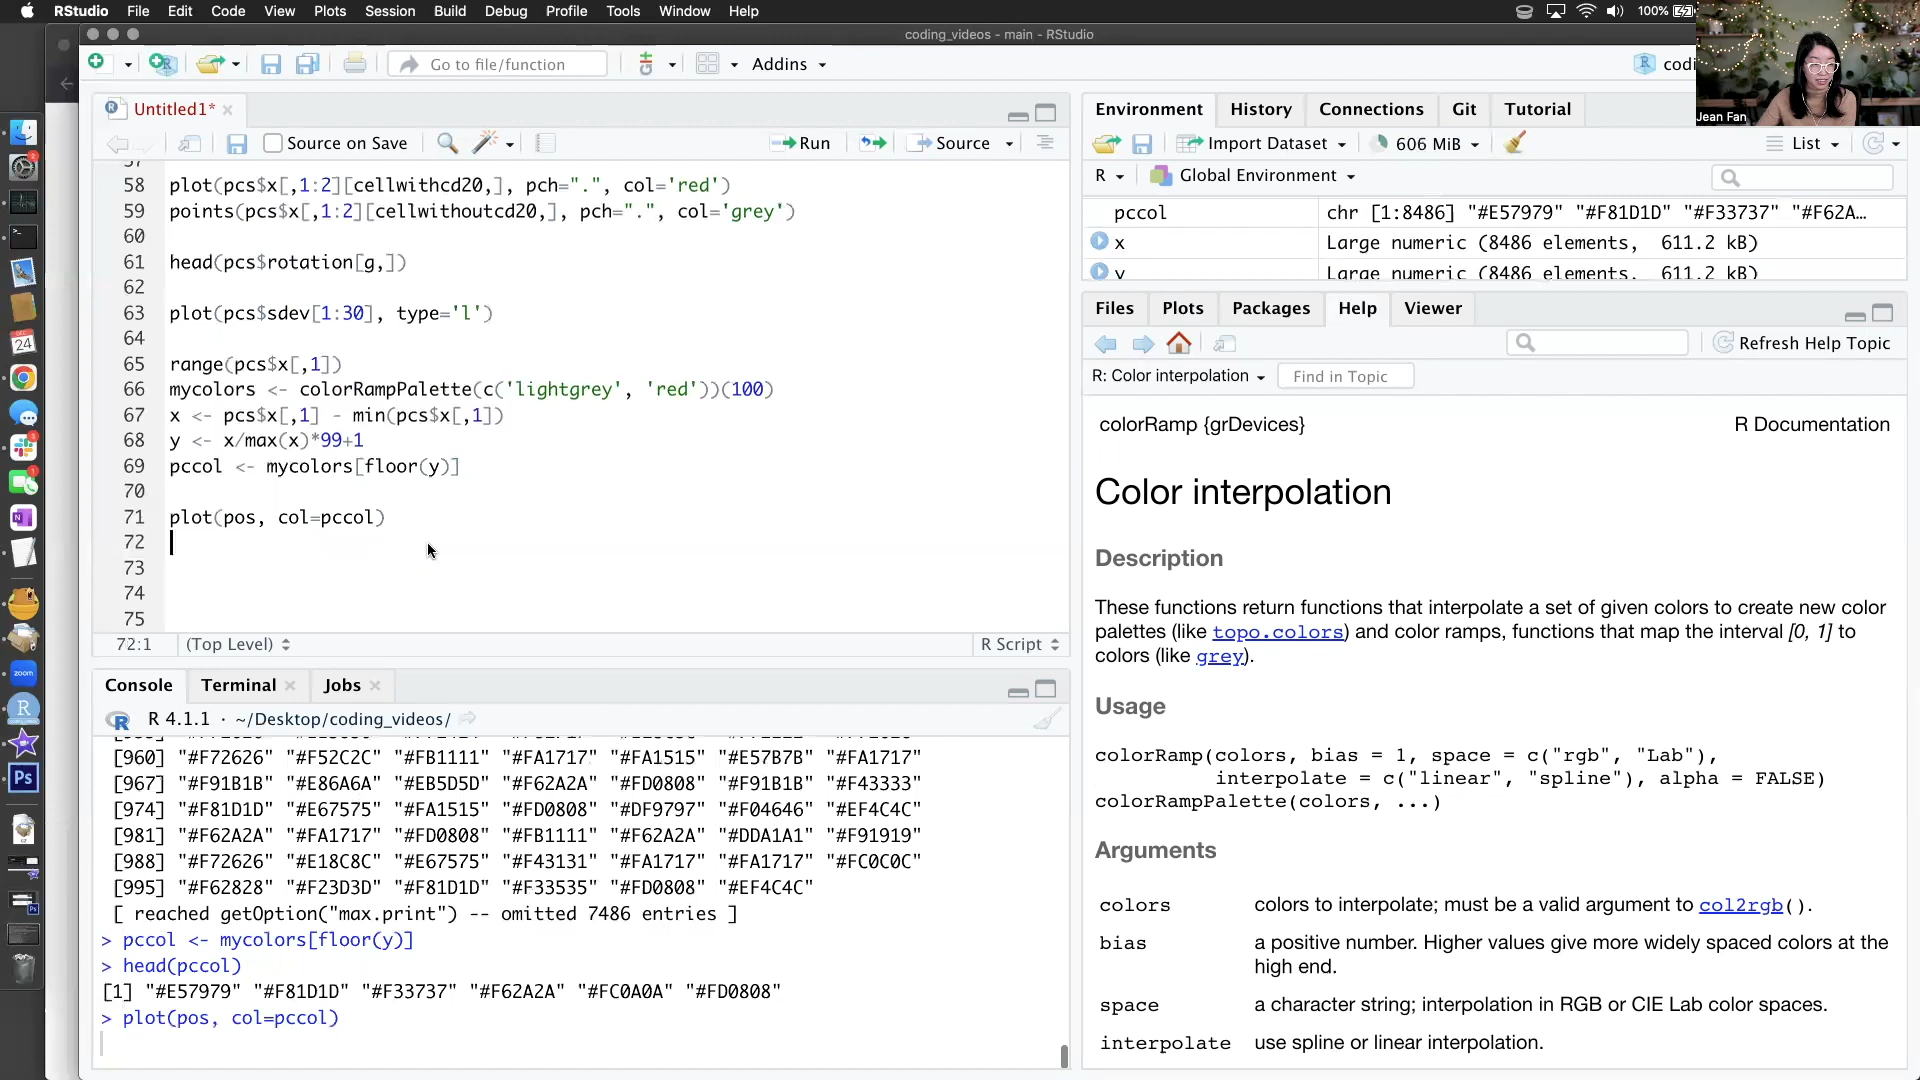 RStudio File Edit Code View Plots Session Build Debug Profile Tools Window Help 100%
coding_videos - main - RStudio
Go to file/function Addins codi
Jean Fan
Untitled1*
Source on Save Run Source
57
58 plot(pcs$x[,1:2][cellwithcd20,], pch=".", col='red')
59 points(pcs$x[,1:2][cellwithoutcd20,], pch=".", col='grey')
60
61 head(pcs$rotation[g,])
62
63 plot(pcs$sdev[1:30], type='l')
64
65 range(pcs$x[,1])
66 mycolors <- colorRampPalette(c('lightgrey', 'red'))(100)
67 x <- pcs$x[,1] - min(pcs$x[,1])
68 y <- x/max(x)*99+1
69 pccol <- mycolors[floor(y)]
70
71 plot(pos, col=pccol)
72
73
74
75
72:1 (Top Level) R Script
Console Terminal Jobs
R 4.1.1 · ~/Desktop/coding_videos/
[960] "#F72626" "#F52C2C" "#FB1111" "#FA1717" "#FA1515" "#E57B7B" "#FA1717"
[967] "#F91B1B" "#E86A6A" "#EB5D5D" "#F62A2A" "#FD0808" "#F91B1B" "#F43333"
[974] "#F81D1D" "#E67575" "#FA1515" "#FD0808" "#DF9797" "#F04646" "#EF4C4C"
[981] "#F62A2A" "#FA1717" "#FD0808" "#FB1111" "#F62A2A" "#DDA1A1" "#F91919"
[988] "#F72626" "#E18C8C" "#E67575" "#F43131" "#FA1717" "#FA1717" "#FC0C0C"
[995] "#F62828" "#F23D3D" "#F81D1D" "#F33535" "#FD0808" "#EF4C4C"
[ reached getOption("max.print") -- omitted 7486 entries ]
> pccol <- mycolors[floor(y)]
> head(pccol)
[1] "#E57979" "#F81D1D" "#F33737" "#F62A2A" "#FC0A0A" "#FD0808"
> plot(pos, col=pccol)
Environment History Connections Git Tutorial
Import Dataset 606 MiB List
R Global Environment
pccol chr [1:8486] "#E57979" "#F81D1D" "#F33737" "#F62A…
x Large numeric (8486 elements, 611.2 kB)
y Large numeric (8486 elements, 611.2 kB)
Files Plots Packages Help Viewer
Refresh Help Topic
R: Color interpolation Find in Topic
colorRamp {grDevices} R Documentation
Color interpolation
Description
These functions return functions that interpolate a set of given colors to create new color
palettes (like topo.colors) and color ramps, functions that map the interval [0, 1] to
colors (like grey).
Usage
colorRamp(colors, bias = 1, space = c("rgb", "Lab"),
interpolate = c("linear", "spline"), alpha = FALSE)
colorRampPalette(colors, ...)
Arguments
colors colors to interpolate; must be a valid argument to col2rgb().
bias a positive number. Higher values give more widely spaced colors at the
high end.
space a character string; interpolation in RGB or CIE Lab color spaces.
interpolate use spline or linear interpolation.
24
zoom
R
Ps